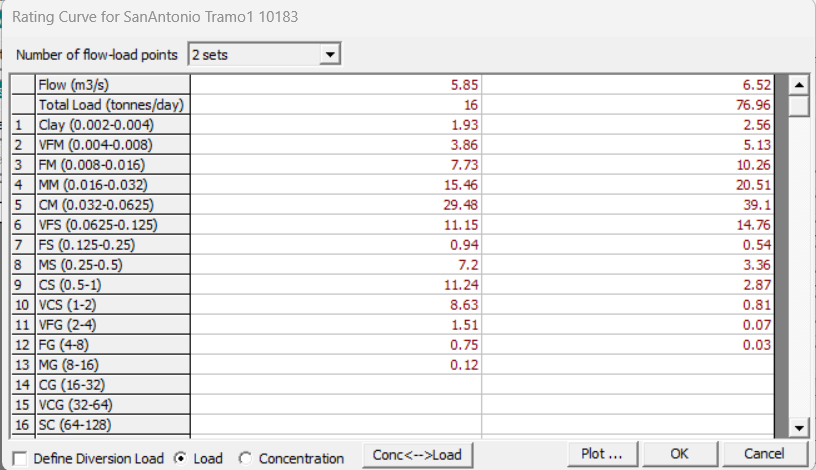 Rating Curve for SanAntonio Tramo1 10183
Number of flow-load points 2 sets
Flow (m3/s) 5.85 6.52
Total Load (tonnes/day) 16 76.96
1 Clay (0.002-0.004) 1.93 2.56
2 VFM (0.004-0.008) 3.86 5.13
3 FM (0.008-0.016) 7.73 10.26
4 MM (0.016-0.032) 15.46 20.51
5 CM (0.032-0.0625) 29.48 39.1
6 VFS (0.0625-0.125) 11.15 14.76
7 FS (0.125-0.25) 0.94 0.54
8 MS (0.25-0.5) 7.2 3.36
9 CS (0.5-1) 11.24 2.87
10 VCS (1-2) 8.63 0.81
11 VFG (2-4) 1.51 0.07
12 FG (4-8) 0.75 0.03
13 MG (8-16) 0.12
14 CG (16-32)
15 VCG (32-64)
16 SC (64-128)
Define Diversion Load Load Concentration Conc<-->Load Plot ... OK Cancel